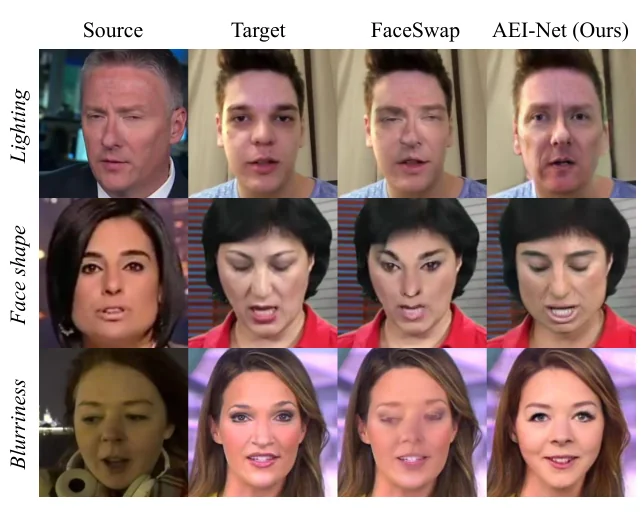 Source Target FaceSwap AEI-Net (Ours)
Lighting
Face shape
Blurriness